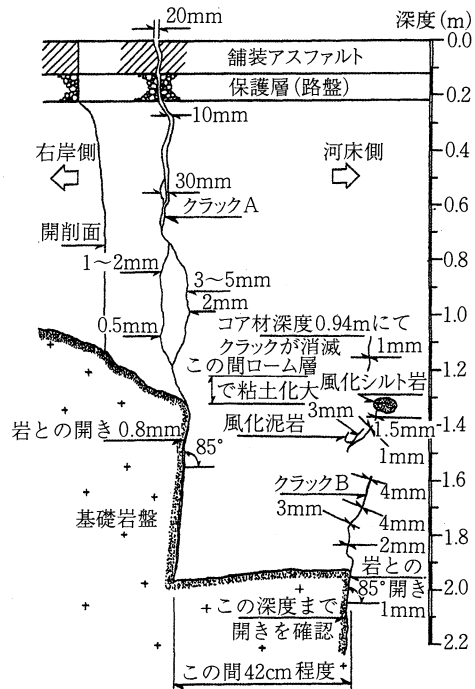 20mm
深度(m)
0.0
舗装アスファルト
保護層(路盤)
0.2
10mm
右岸側
河床側
0.4
30mm
クラックA
0.6
開削面
1〜2mm
0.8
3〜5mm
2mm
1.0
0.5mm
コア材深度0.94mにて
クラックが消滅
1mm
この間ローム層
で粘土化大
風化シルト岩
1.2
3mm
風化泥岩
1.5mm
1.4
岩との開き0.8mm
85°
1mm
クラックB
4mm
1.6
基礎岩盤
3mm
4mm
2mm
1.8
岩との
85°開き
2.0
1mm
この深度まで
開きを確認
2.2
この間42cm程度